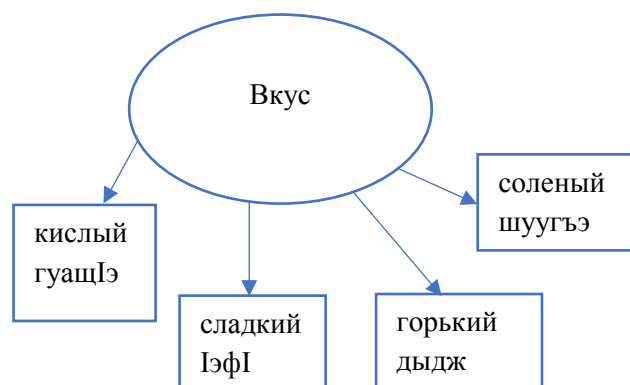 Вкус
кислый
гуащIэ
сладкий
IэфI
горький
дыдж
соленый
шуугъэ